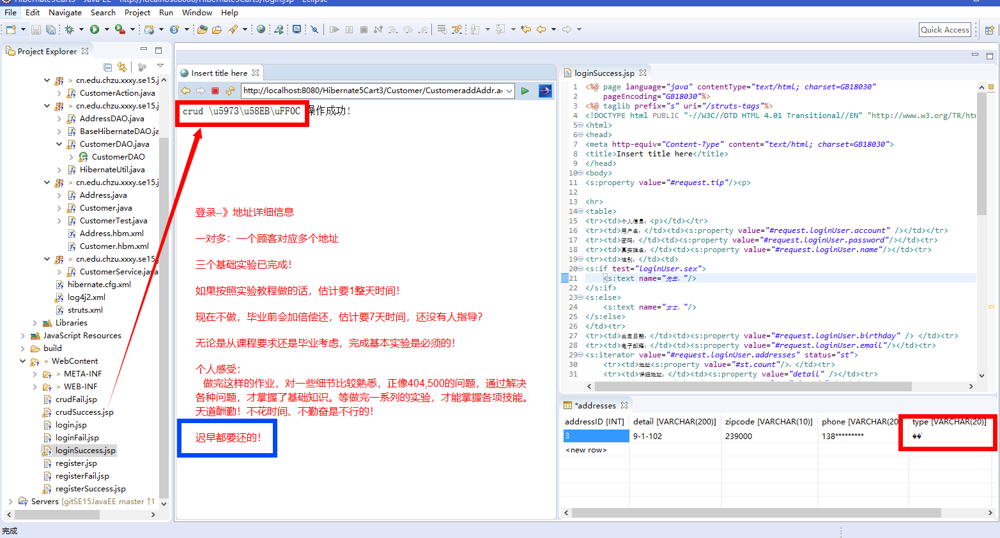 Hibernate5Cart3 - Java EE - http://localhost:8080/Hibernate5Cart3/login.jsp - Eclipse
File Edit Navigate Search Project Run Window Help
Quick Access
Project Explorer
> cn.edu.chzu.xxxy.se15.j
CustomerAction.java
> cn.edu.chzu.xxxy.se15.j
AddressDAO.java
BaseHibernateDAO.ja
CustomerDAO.java
CustomerDAO
HibernateUtil.java
> cn.edu.chzu.xxxy.se15.j
Address.java
Customer.java
CustomerTest.java
Address.hbm.xml
Customer.hbm.xml
> cn.edu.chzu.xxxy.se15.j
CustomerService.java
hibernate.cfg.xml
log4j2.xml
struts.xml
Libraries
JavaScript Resources
build
> WebContent
> META-INF
> WEB-INF
crudFail.jsp
crudSuccess.jsp
login.jsp
loginFail.jsp
loginSuccess.jsp
register.jsp
registerFail.jsp
registerSuccess.jsp
Servers [gitSE15JavaEE master ↑1
Insert title here
http://localhost:8080/Hibernate5Cart3/Customer/CustomeraddAddr.ac
crud \u5973\u58EB\uFF0C 操作成功!
登录--》地址详细信息
一对多：一个顾客对应多个地址
三个基础实验已完成！
如果按照实验教程做的话，估计要1整天时间！
现在不做，毕业前会加倍偿还，估计要7天时间，还没有人指导？
无论是从课程要求还是毕业考虑，完成基本实验是必须的！
个人感受：
做完这样的作业，对一些细节比较熟悉，正像404,500的问题，通过解决
各种问题，才掌握了基础知识。等做完一系列的实验，才能掌握各项技能。
天道酬勤！不花时间、不勤奋是不行的！
迟早都要还的！
loginSuccess.jsp
1 <%@ page language="java" contentType="text/html; charset=GB18030"
2 pageEncoding="GB18030"%>
3 <%@ taglib prefix="s" uri="/struts-tags"%>
4 <!DOCTYPE html PUBLIC "-//W3C//DTD HTML 4.01 Transitional//EN" "http://www.w3.org/TR/htm
5 <html>
6 <head>
7 <meta http-equiv="Content-Type" content="text/html; charset=GB18030">
8 <title>Insert title here</title>
9 </head>
10 <body>
11 <s:property value="#request.tip"/><p>
12
13 <hr>
14 <table>
15 <tr><td>个人信息：<p></td></tr>
16 <tr><td>用户名：</td><td><s:property value="#request.loginUser.account" /></td></tr>
17 <tr><td>密码：</td><td><s:property value="#request.loginUser.password"/></td><tr>
18 <tr><td>真实姓名：</td><td><s:property value="#request.loginUser.name"/></td><tr>
19 <tr><td>性别：</td><td>
20 <s:if test="loginUser.sex">
21 <s:text name="先生，"/>
22 </s:if>
23 <s:else>
24 <s:text name="女士，"/>
25 </s:else>
26 </td><tr>
27 <tr><td>出生日期：</td><td><s:property value="#request.loginUser.birthday" /> </td><tr>
28 <tr><td>电子邮箱：</td><td><s:property value="#request.loginUser.email"/></td><tr>
29 <s:iterator value="#request.loginUser.addresses" status="st">
30 <tr><td>地址<s:property value="#st.count"/>：</td><tr>
31 <tr><td>详细地址：</td><td><s:property value="detail" /></td><tr>
*addresses
addressID [INT] detail [VARCHAR(200)] zipcode [VARCHAR(10)] phone [VARCHAR(20 type [VARCHAR(20)]
3 9-1-102 239000 138********* ��
<new row>
完成